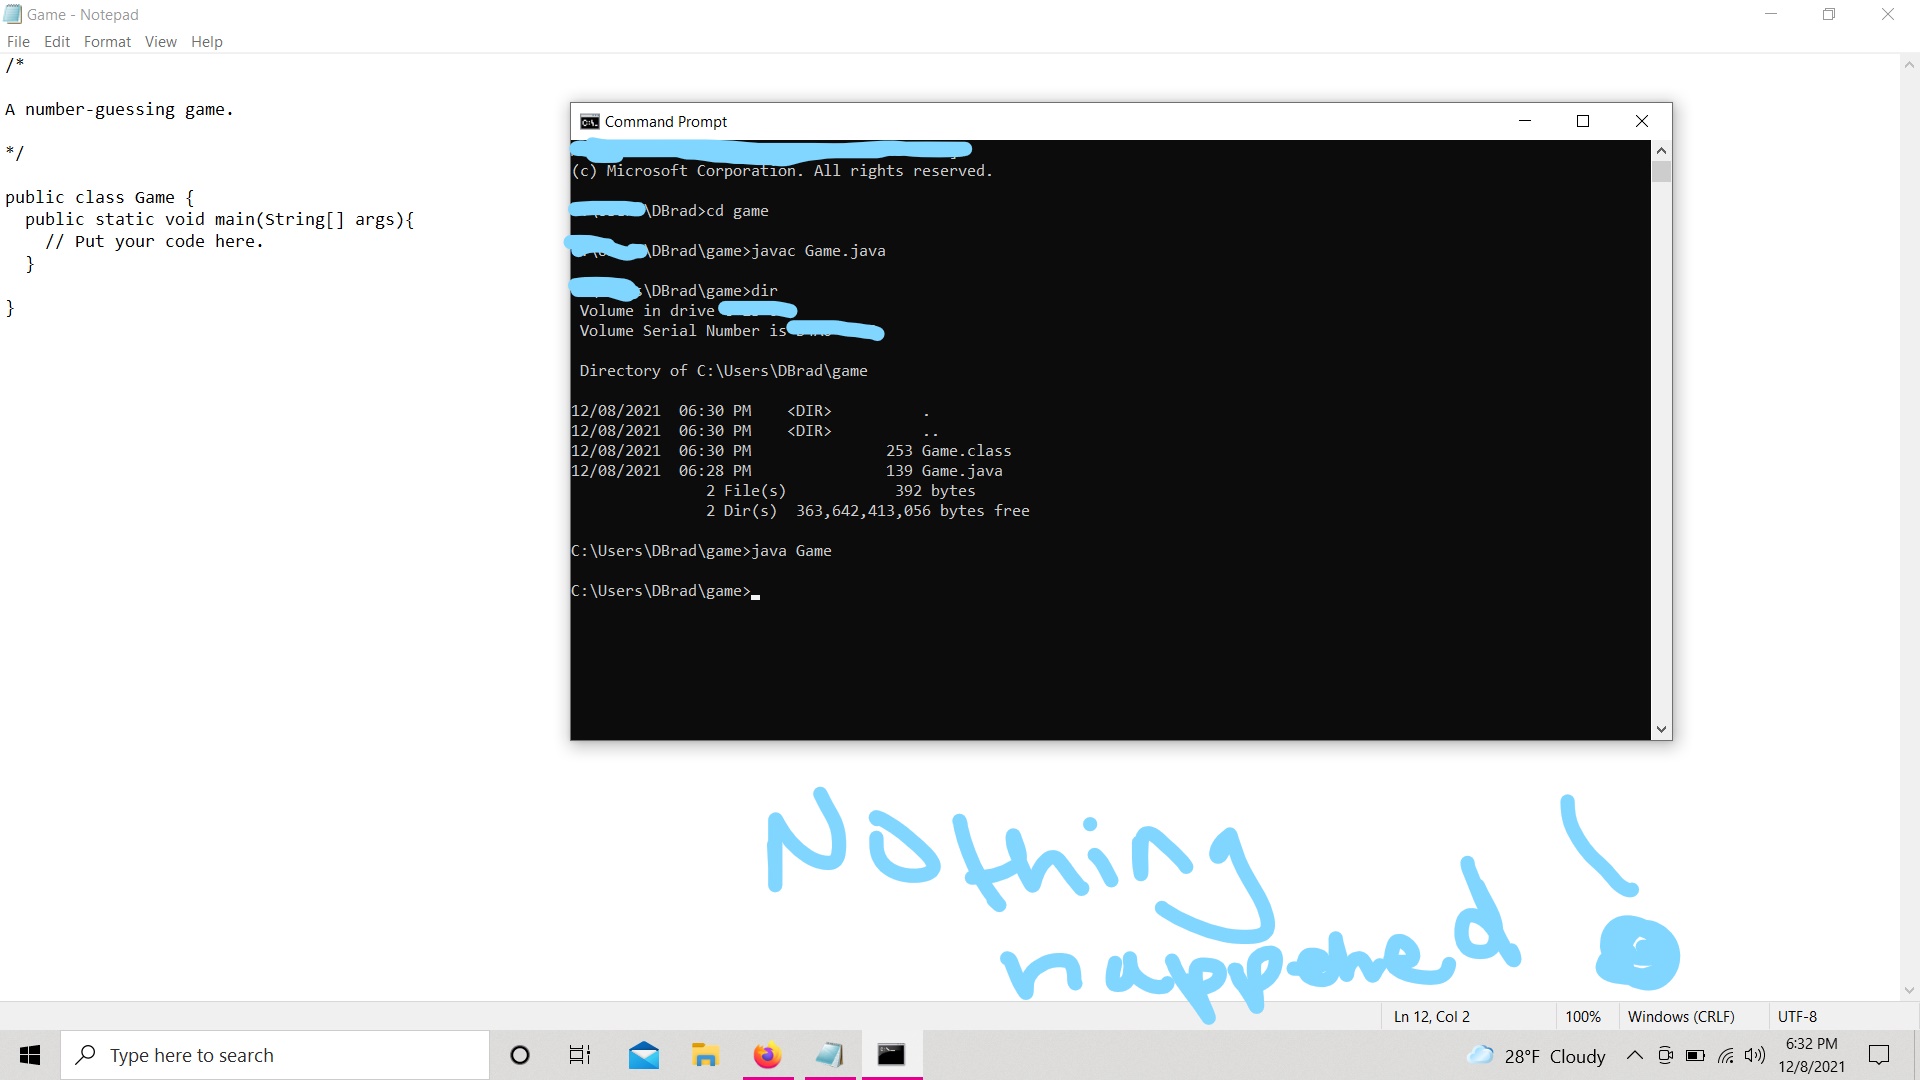 Game - Notepad
File Edit Format View Help
/*
A number-guessing game.
*/
public class Game {
public static void main(String[] args){
// Put your code here.
}
}
Command Prompt
(c) Microsoft Corporation. All rights reserved.
\DBrad>cd game
\DBrad\game>javac Game.java
\DBrad\game>dir
Volume in drive
Volume Serial Number is
Directory of C:\Users\DBrad\game
12/08/2021 06:30 PM <DIR> .
12/08/2021 06:30 PM <DIR> ..
12/08/2021 06:30 PM 253 Game.class
12/08/2021 06:28 PM 139 Game.java
2 File(s) 392 bytes
2 Dir(s) 363,642,413,056 bytes free
C:\Users\DBrad\game>java Game
C:\Users\DBrad\game>
Nothing
happened !
Ln 12, Col 2 100% Windows (CRLF) UTF-8
Type here to search
28°F Cloudy
6:32 PM
12/8/2021